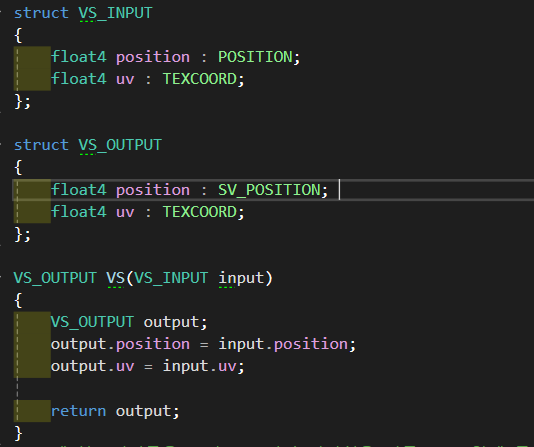 struct VS_INPUT
{
    float4 position : POSITION;
    float4 uv : TEXCOORD;
};

struct VS_OUTPUT
{
    float4 position : SV_POSITION;
    float4 uv : TEXCOORD;
};

VS_OUTPUT VS(VS_INPUT input)
{
    VS_OUTPUT output;
    output.position = input.position;
    output.uv = input.uv;

    return output;
}